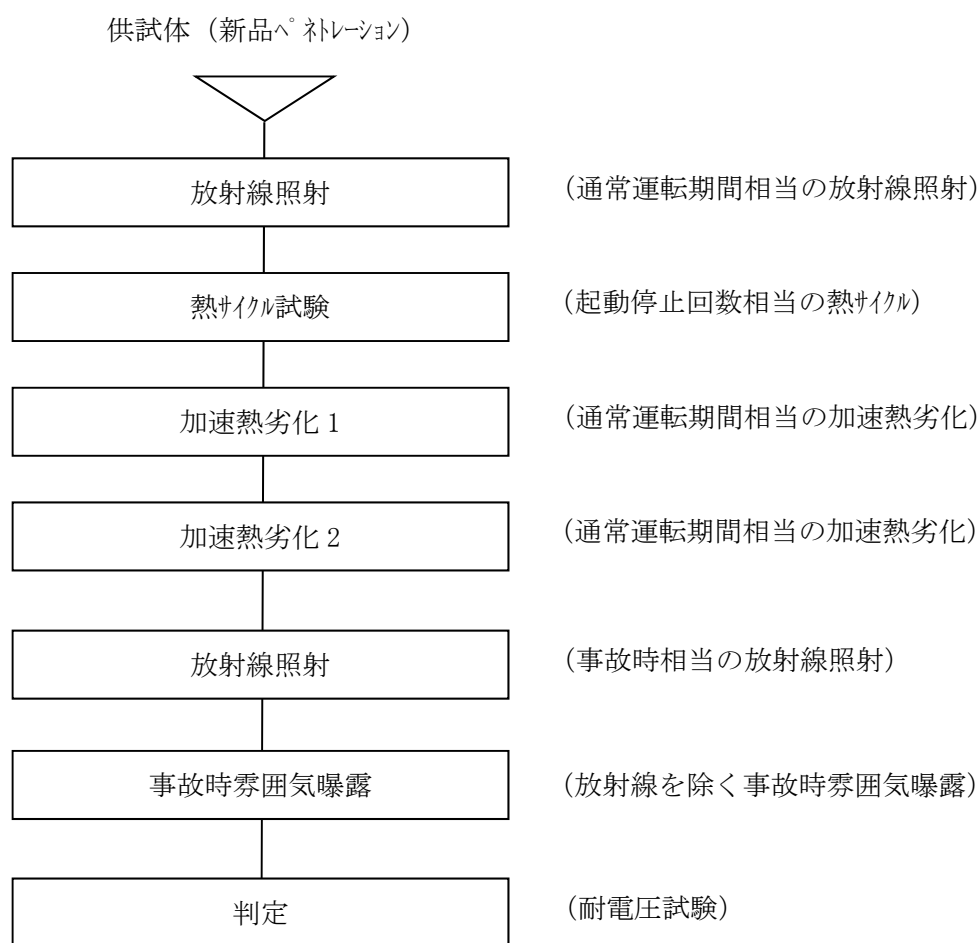 供試体（新品ﾍﾟﾈﾄﾚｰｼｮﾝ）
放射線照射
（通常運転期間相当の放射線照射）
熱ｻｲｸﾙ試験
（起動停止回数相当の熱ｻｲｸﾙ）
加速熱劣化 1
（通常運転期間相当の加速熱劣化）
加速熱劣化 2
（通常運転期間相当の加速熱劣化）
放射線照射
（事故時相当の放射線照射）
事故時雰囲気曝露
（放射線を除く事故時雰囲気曝露）
判定
（耐電圧試験）